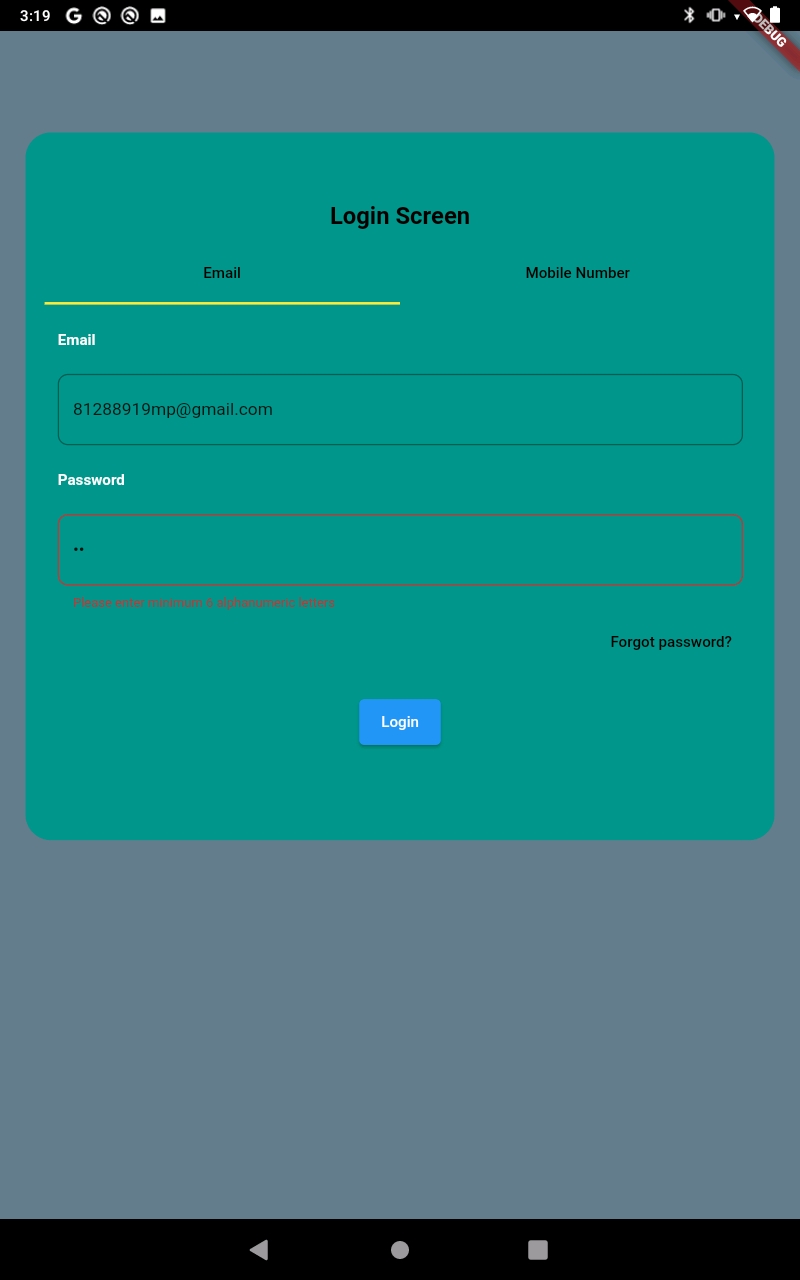 3:19
DEBUG
Login Screen
Email
Mobile Number
Email
81288919mp@gmail.com
Password
••
Please enter minimum 6 alphanumeric letters
Forgot password?
Login